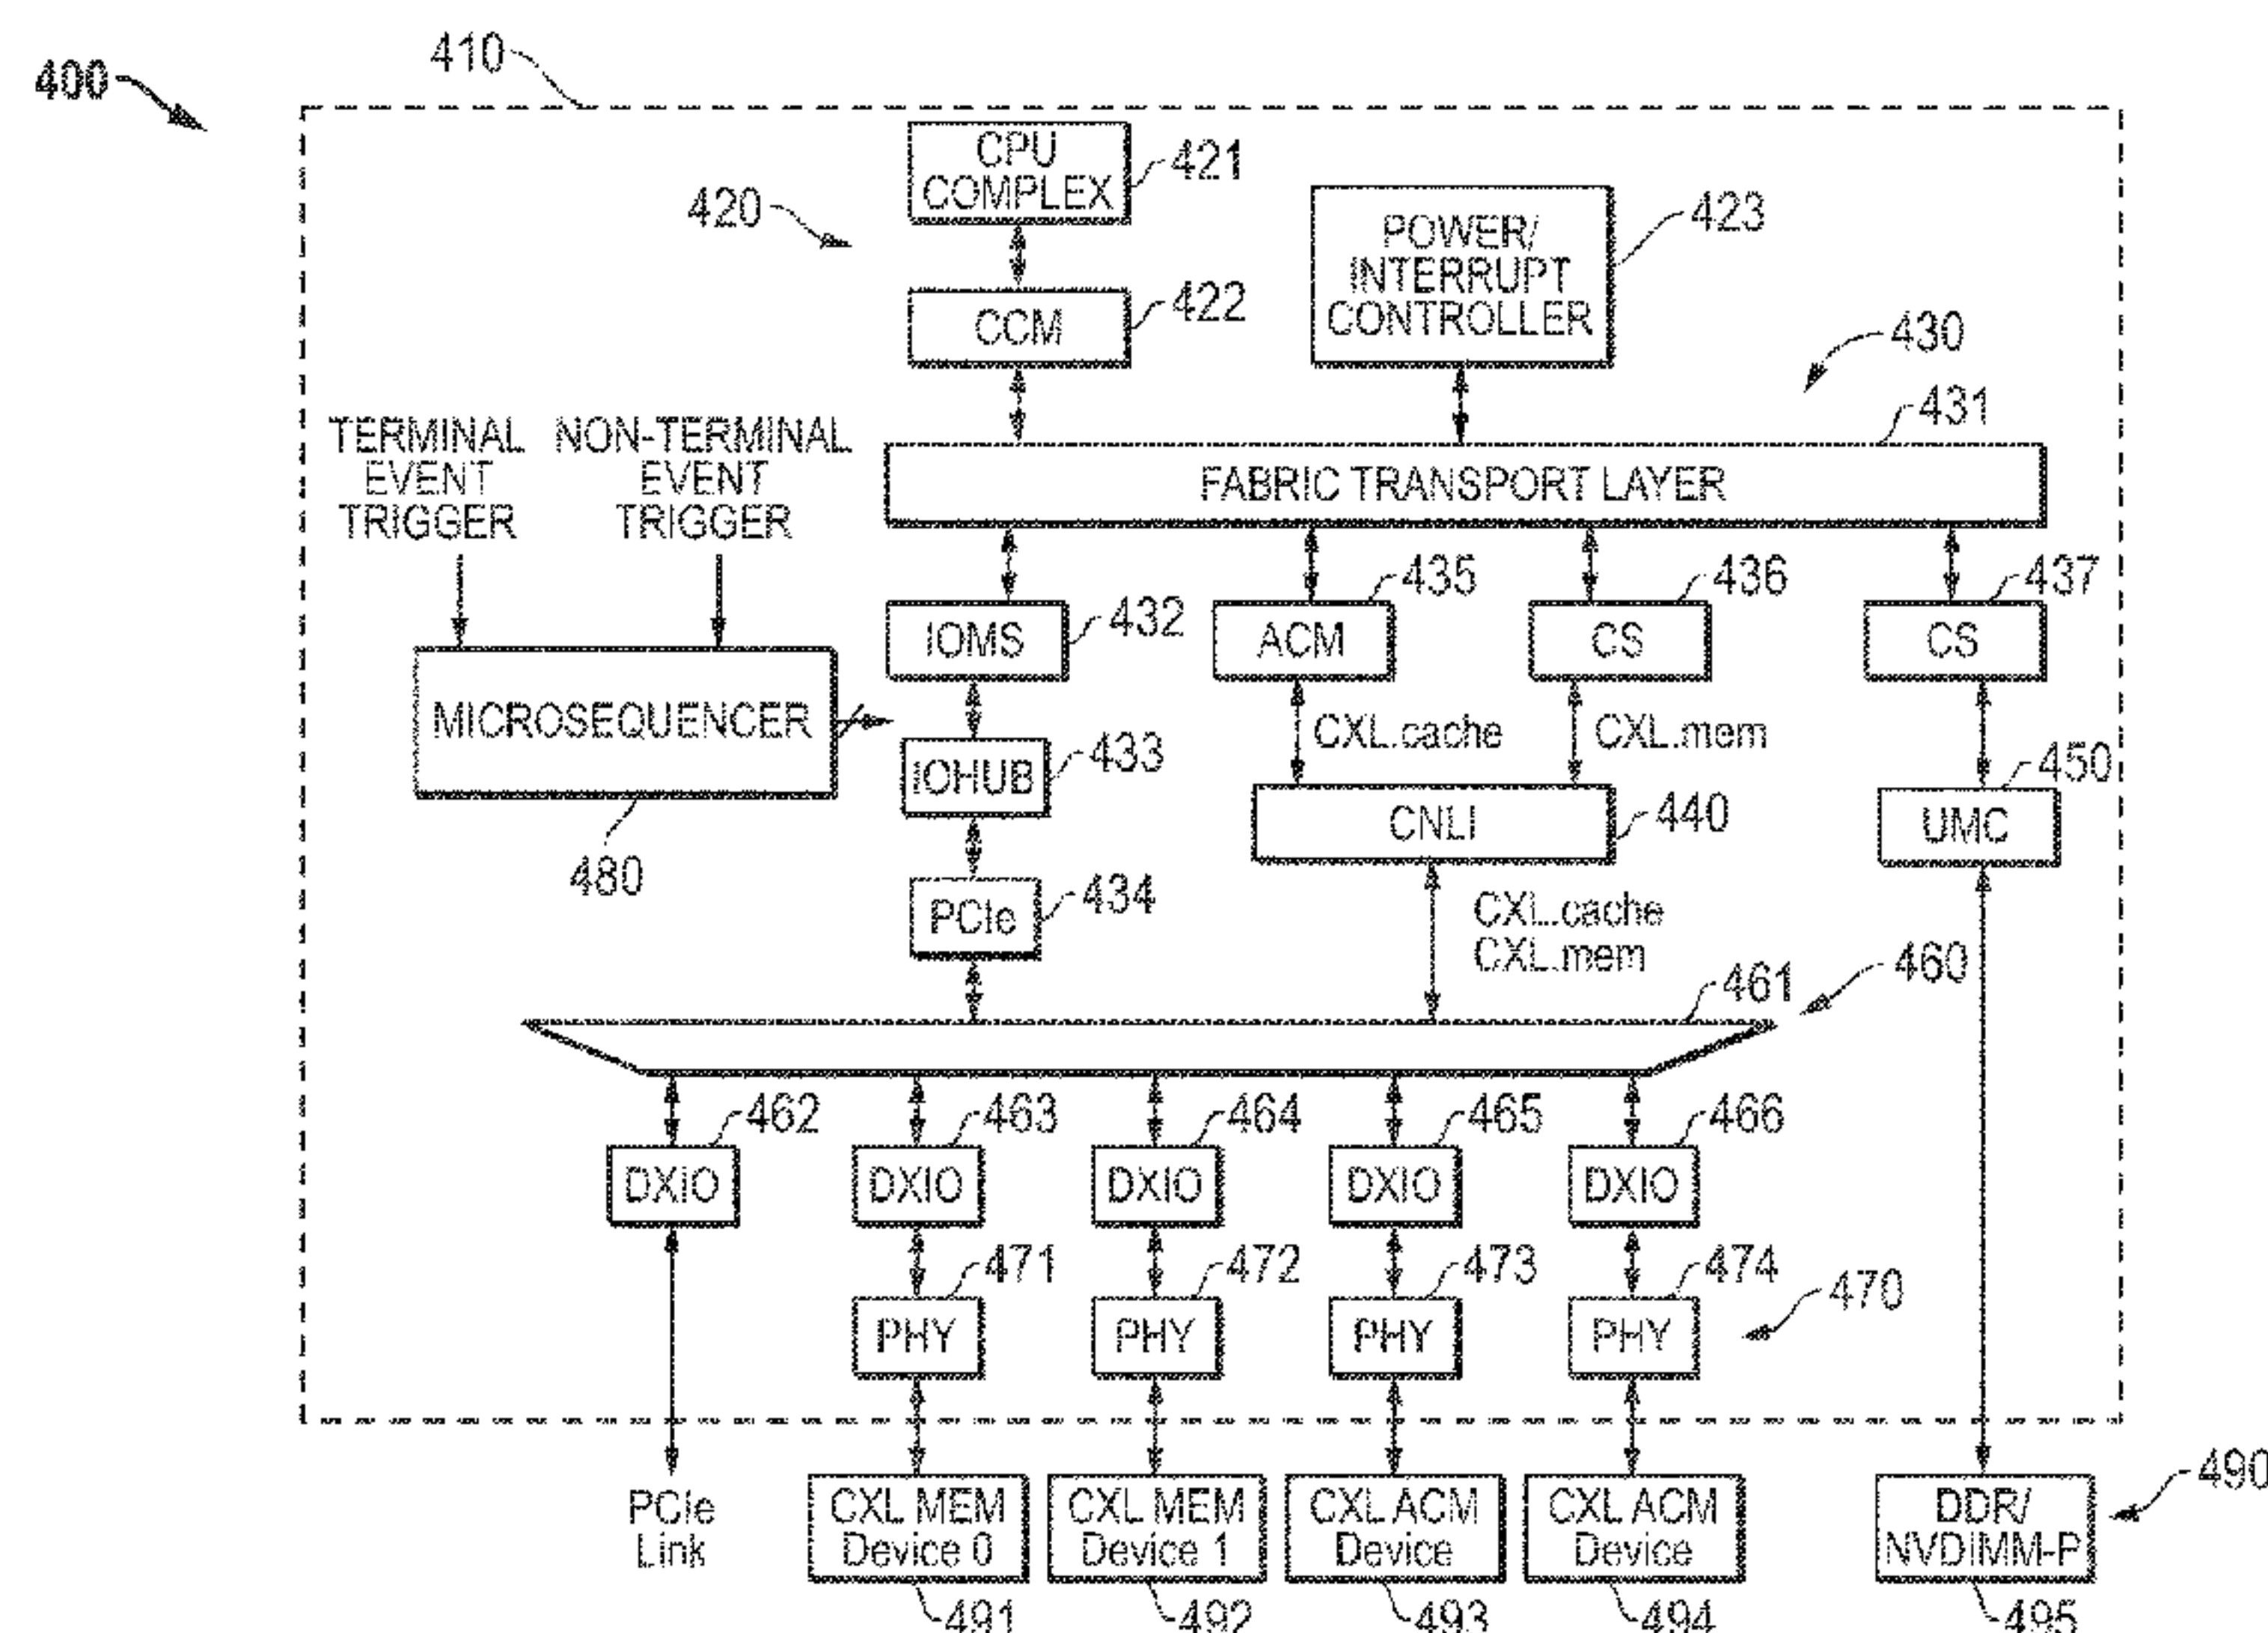 400
410
CPU
COMPLEX
421
420
POWER/
INTERRUPT
CONTROLLER
423
CCM
422
430
431
TERMINAL
EVENT
TRIGGER
NON-TERMINAL
EVENT
TRIGGER
FABRIC TRANSPORT LAYER
IOMS
432
ACM
435
CS
436
CS
437
MICROSEQUENCER
480
CXL.cache
CXL.mem
IOHUB
433
CNLI
440
UMC
450
PCIe
434
CXL.cache
CXL.mem
460
461
DXIO
462
DXIO
463
DXIO
464
DXIO
465
DXIO
466
PHY
471
PHY
472
PHY
473
PHY
474
470
PCIe
Link
CXL MEM
Device 0
CXL MEM
Device 1
CXL ACM
Device
CXL ACM
Device
DDR/
NVDIMM-P
490
491
492
493
494
495